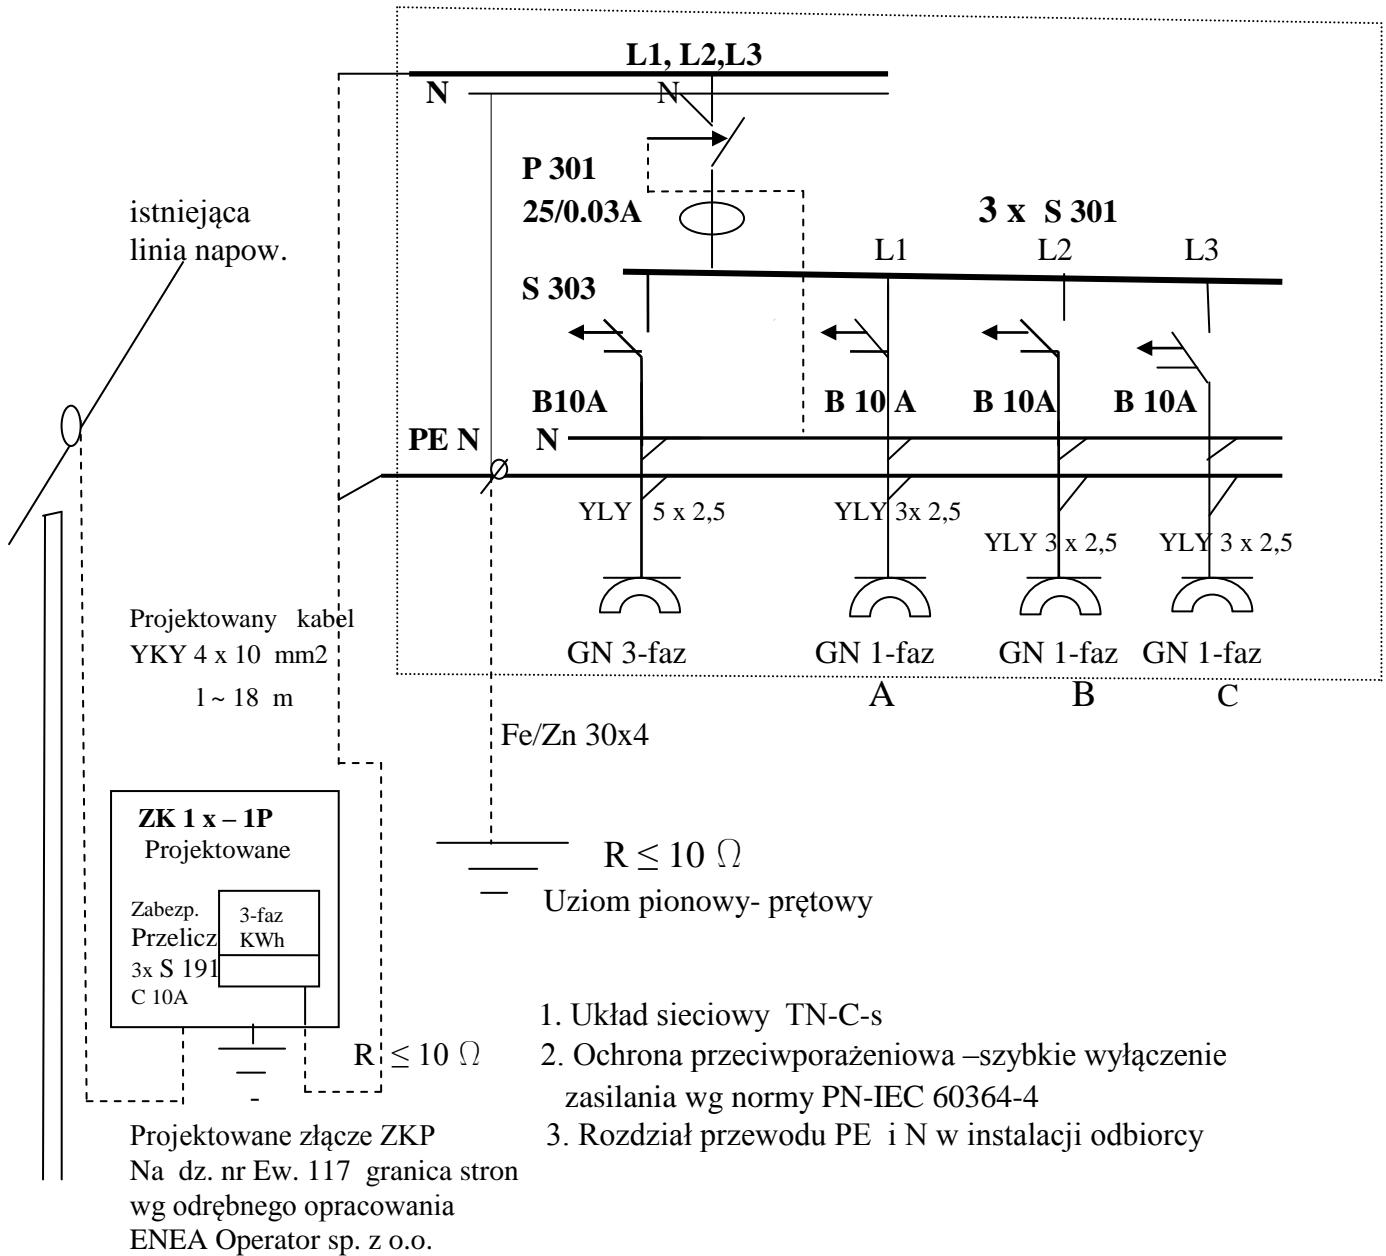 L1, L2,L3
N
N
P 301
25/0.03A
istniejąca
linia napow.
3 x S 301
L1
L2
L3
S 303
B10A
B 10 A
B 10A
B 10A
PE N
N
YLY 5 x 2,5
YLY 3x 2,5
YLY 3 x 2,5
YLY 3 x 2,5
Projektowany kabel
YKY 4 x 10 mm2
l ~ 18 m
GN 3-faz
GN 1-faz
GN 1-faz
GN 1-faz
A
B
C
Fe/Zn 30x4
ZK 1 x – 1P
Projektowane
Zabezp.
Przelicz
3x S 191
C 10A
3-faz
KWh
R ≤ 10 Ω
Uziom pionowy- prętowy
R ≤ 10 Ω
1. Układ sieciowy TN-C-s
2. Ochrona przeciwporażeniowa –szybkie wyłączenie
zasilania wg normy PN-IEC 60364-4
3. Rozdział przewodu PE i N w instalacji odbiorcy
Projektowane złącze ZKP
Na dz. nr Ew. 117 granica stron
wg odrębnego opracowania
ENEA Operator sp. z o.o.